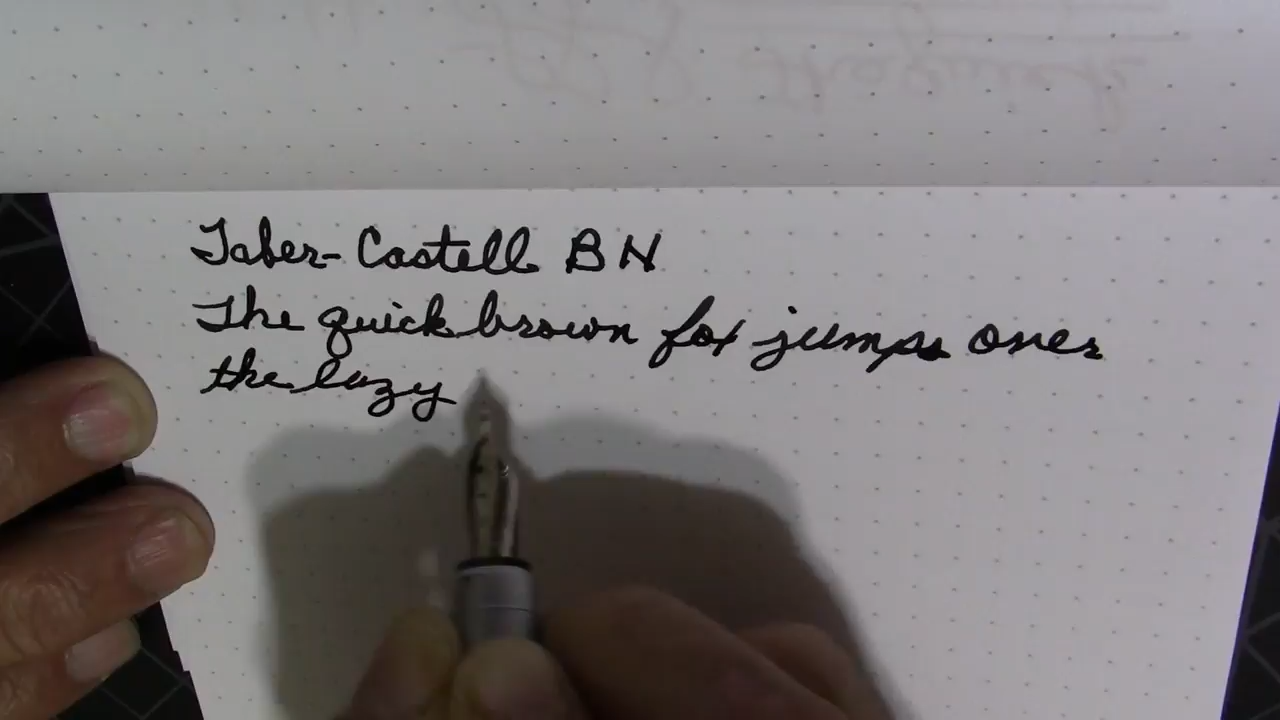 Faber-Castell BN
The quick brown fox jumps over
the lazy